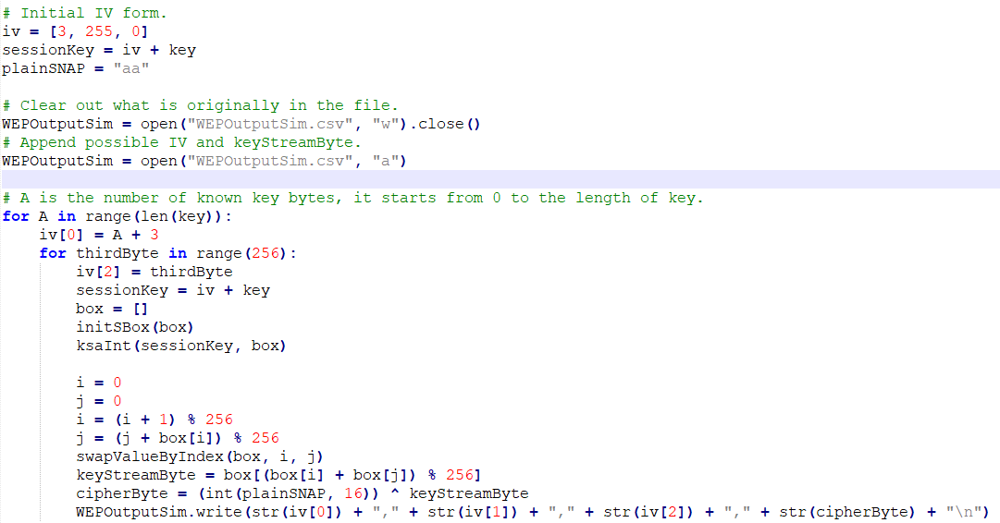 # Initial IV form.
iv = [3, 255, 0]
sessionKey = iv + key
plainSNAP = "aa"

# Clear out what is originally in the file.
WEPOutputSim = open("WEPOutputSim.csv", "w").close()
# Append possible IV and keyStreamByte.
WEPOutputSim = open("WEPOutputSim.csv", "a")

# A is the number of known key bytes, it starts from 0 to the length of key.
for A in range(len(key)):
    iv[0] = A + 3
    for thirdByte in range(256):
        iv[2] = thirdByte
        sessionKey = iv + key
        box = []
        initSBox(box)
        ksaInt(sessionKey, box)

        i = 0
        j = 0
        i = (i + 1) % 256
        j = (j + box[i]) % 256
        swapValueByIndex(box, i, j)
        keyStreamByte = box[(box[i] + box[j]) % 256]
        cipherByte = (int(plainSNAP, 16)) ^ keyStreamByte
        WEPOutputSim.write(str(iv[0]) + "," + str(iv[1]) + "," + str(iv[2]) + "," + str(cipherByte) + "\n")